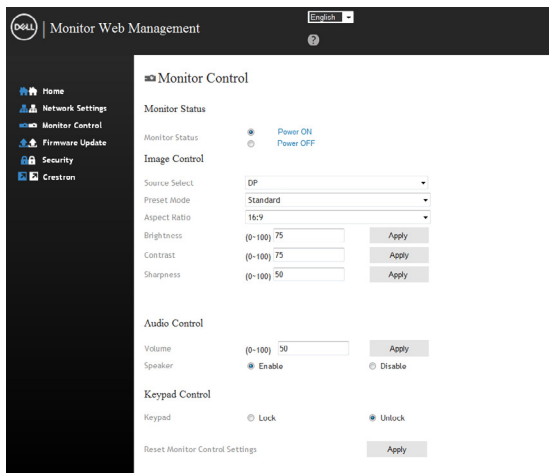 DELL
Monitor Web Management
English
?
Home
Network Settings
Monitor Control
Firmware Update
Security
Crestron
Monitor Control
Monitor Status
Monitor Status Power ON
Power OFF
Image Control
Source Select DP
Preset Mode Standard
Aspect Ratio 16:9
Brightness (0~100) 75 Apply
Contrast (0~100) 75 Apply
Sharpness (0~100) 50 Apply
Audio Control
Volume (0~100) 50 Apply
Speaker Enable Disable
Keypad Control
Keypad Lock Unlock
Reset Monitor Control Settings Apply